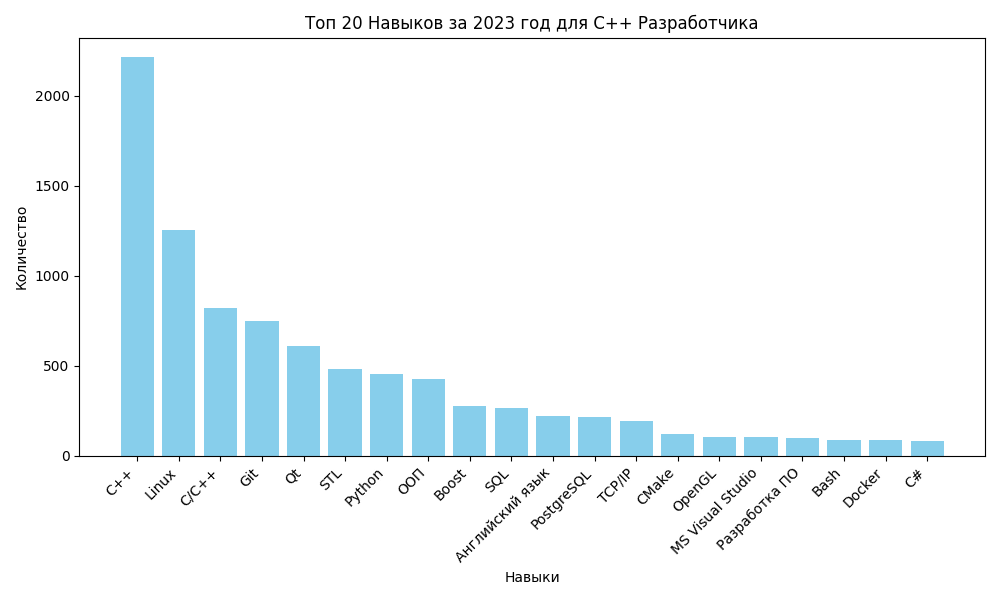 Топ 20 Навыков за 2023 год для C++ Разработчика
Количество
2000
1500
1000
500
0
C++
Linux
C/C++
Git
Qt
STL
Python
ООП
Boost
SQL
Английский язык
PostgreSQL
TCP/IP
CMake
OpenGL
MS Visual Studio
Разработка ПО
Bash
Docker
C#
Навыки